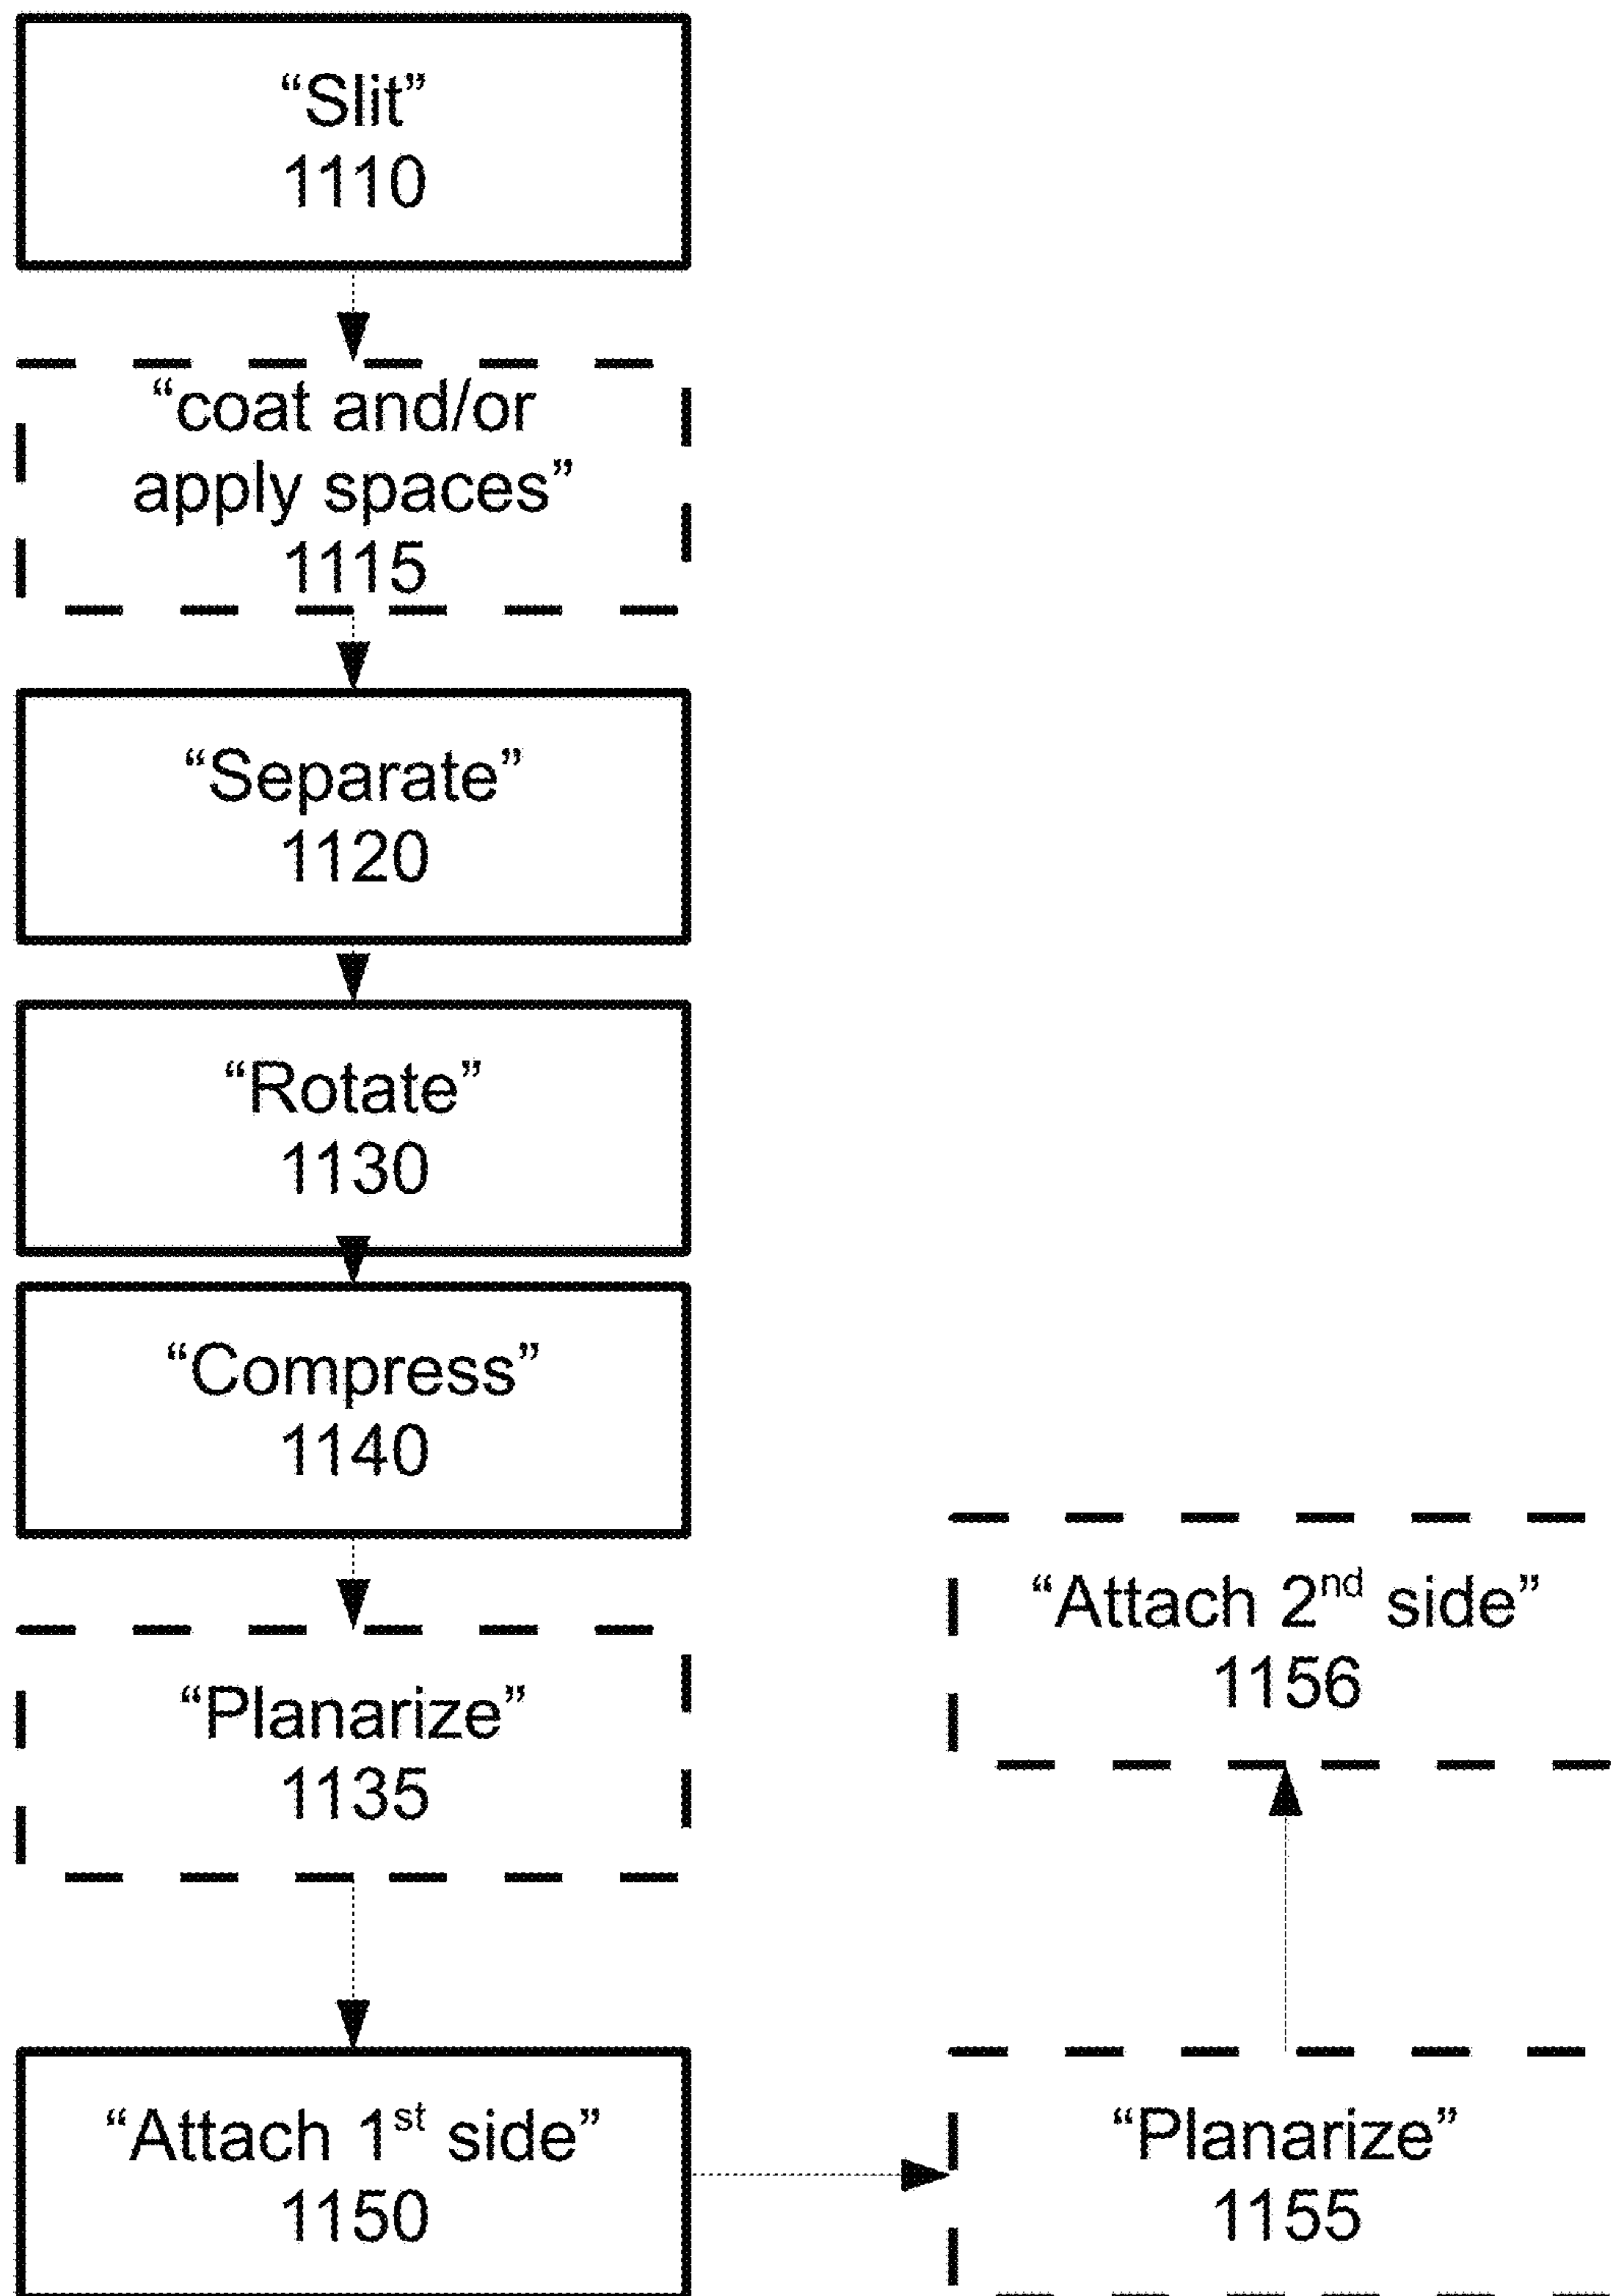 “Slit”
1110
“coat and/or
apply spaces”
1115
“Separate”
1120
“Rotate”
1130
“Compress”
1140
“Planarize”
1135
“Attach 1st side”
1150
“Planarize”
1155
“Attach 2nd side”
1156